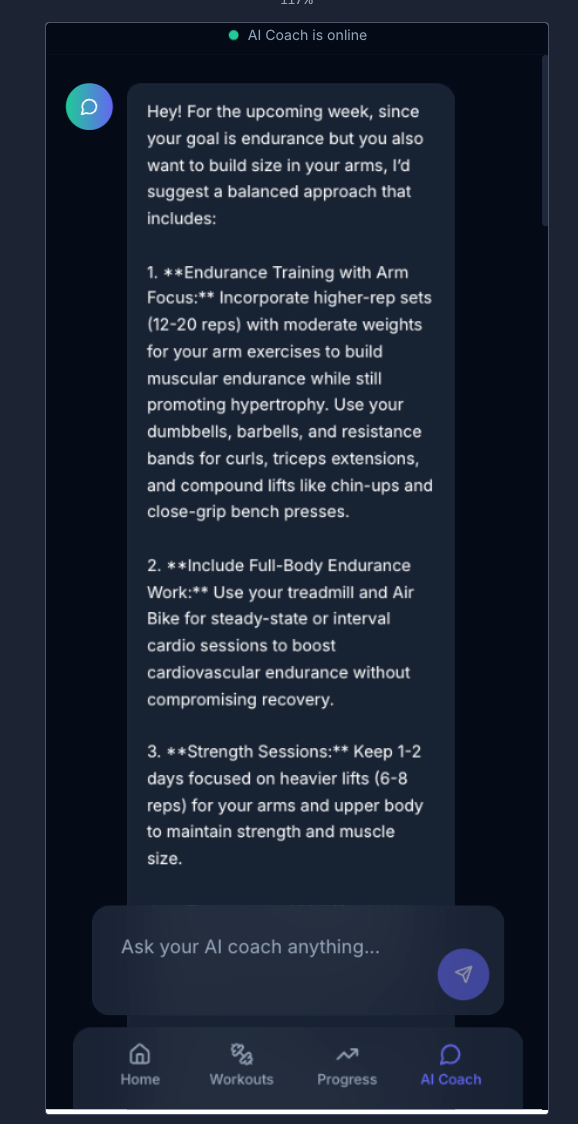 117%
AI Coach is online
Hey! For the upcoming week, since
your goal is endurance but you also
want to build size in your arms, I’d
suggest a balanced approach that
includes:
1. **Endurance Training with Arm
Focus:** Incorporate higher-rep sets
(12-20 reps) with moderate weights
for your arm exercises to build
muscular endurance while still
promoting hypertrophy. Use your
dumbbells, barbells, and resistance
bands for curls, triceps extensions,
and compound lifts like chin-ups and
close-grip bench presses.
2. **Include Full-Body Endurance
Work:** Use your treadmill and Air
Bike for steady-state or interval
cardio sessions to boost
cardiovascular endurance without
compromising recovery.
3. **Strength Sessions:** Keep 1-2
days focused on heavier lifts (6-8
reps) for your arms and upper body
to maintain strength and muscle
size.
Ask your AI coach anything...
Home Workouts Progress AI Coach